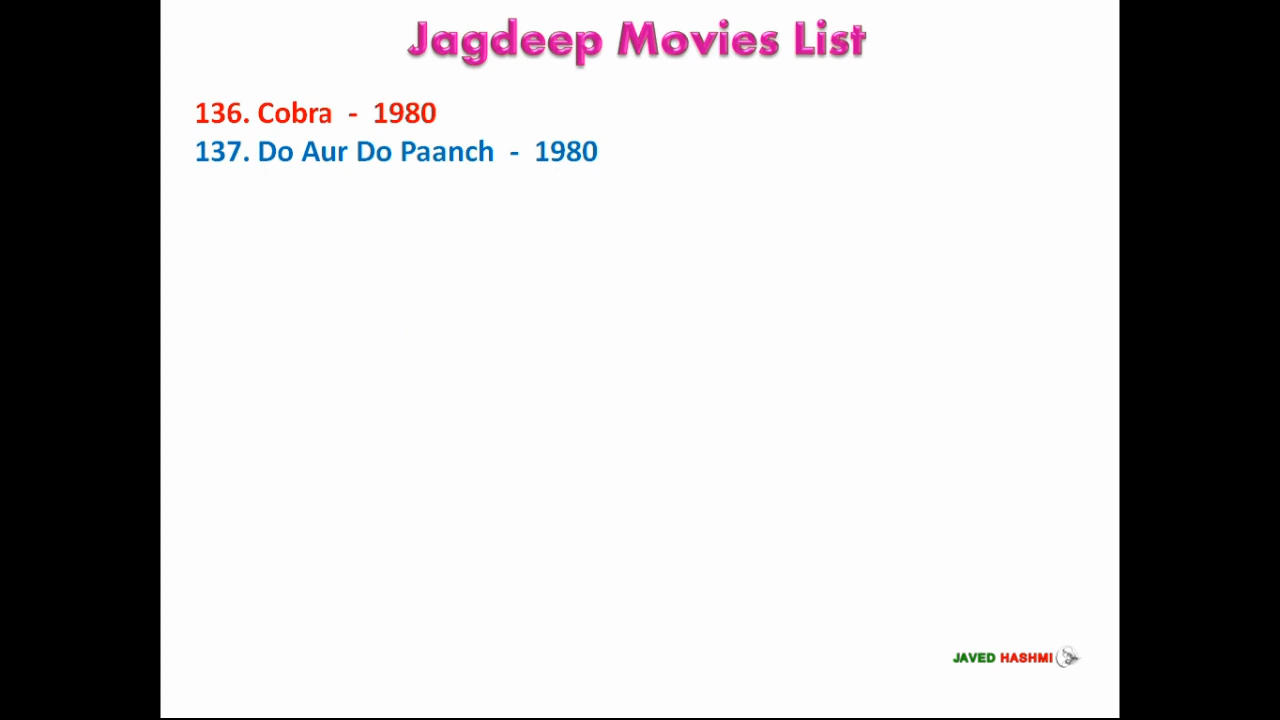 Jagdeep Movies List
136. Cobra - 1980
137. Do Aur Do Paanch - 1980
JAVED HASHMI